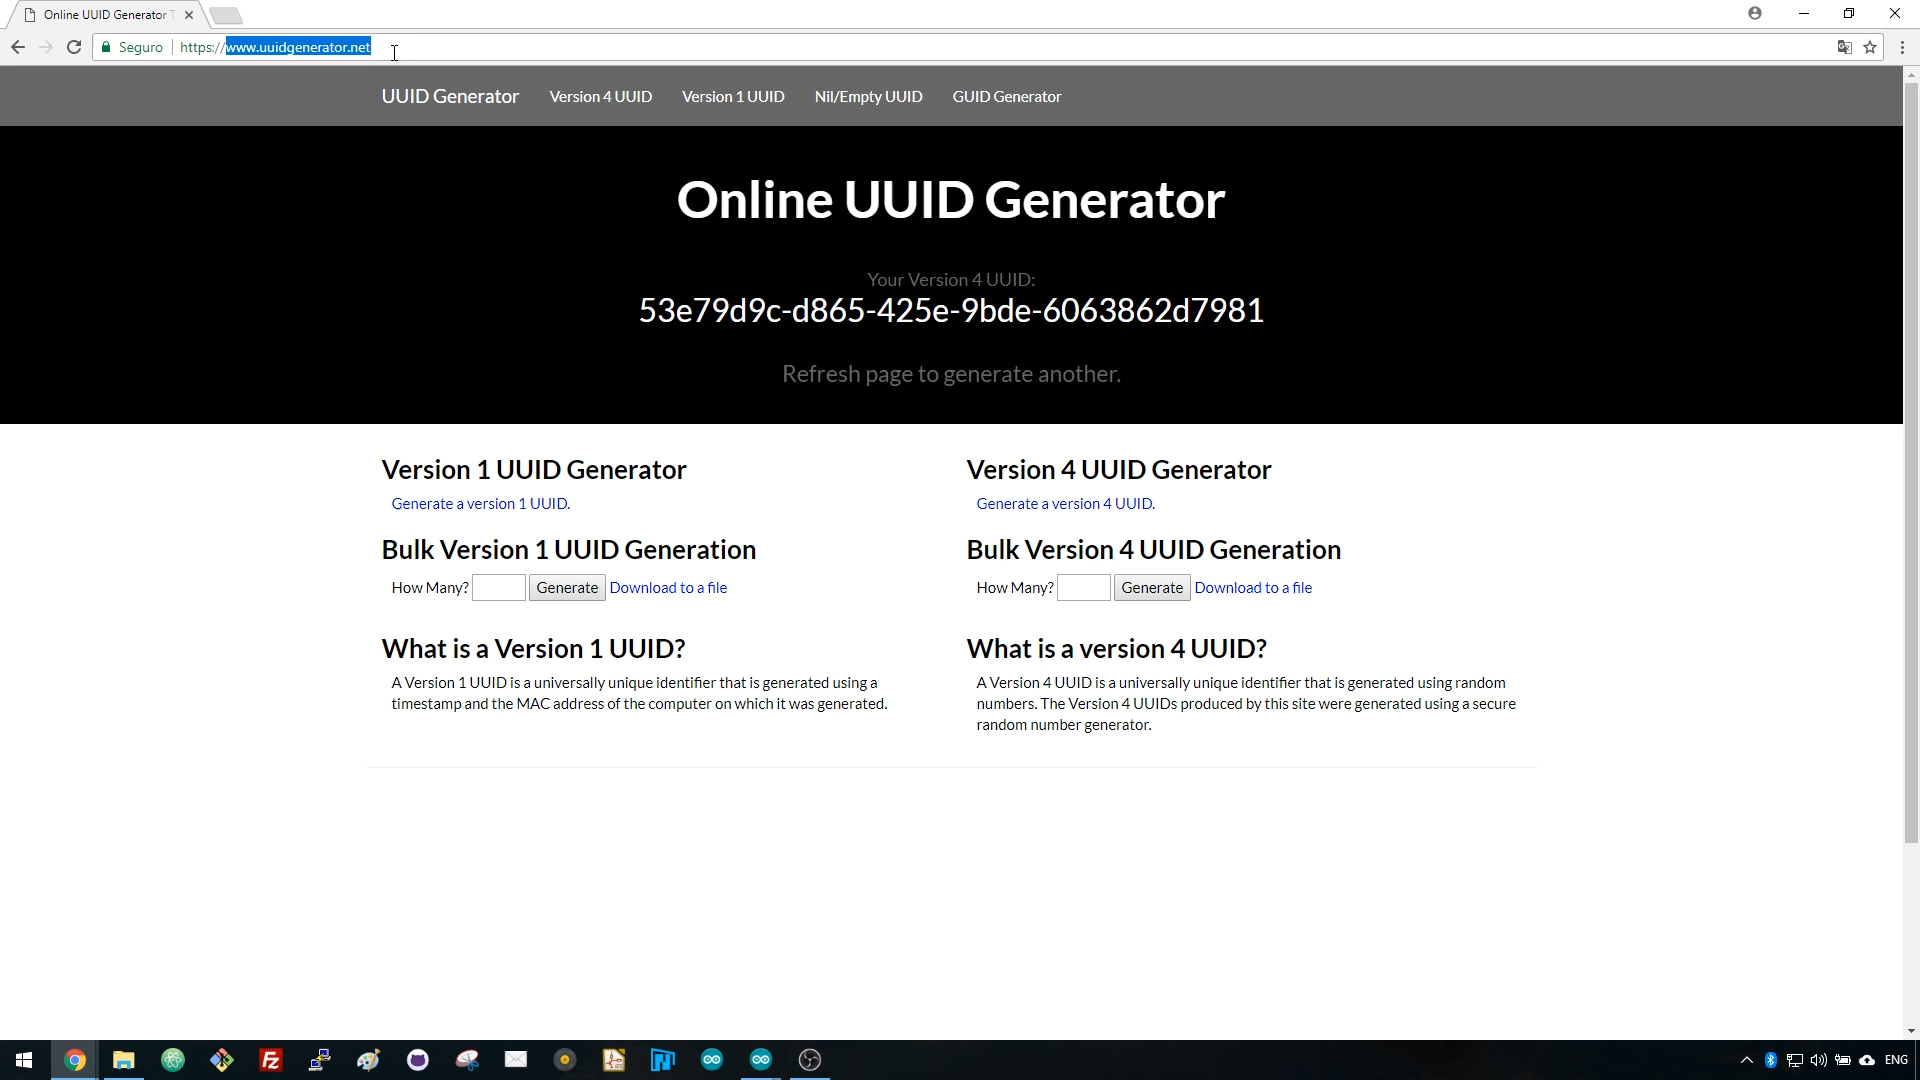 Online UUID Generator T
Seguro https://www.uuidgenerator.net
UUID Generator Version 4 UUID Version 1 UUID Nil/Empty UUID GUID Generator
Online UUID Generator
Your Version 4 UUID:
53e79d9c-d865-425e-9bde-6063862d7981
Refresh page to generate another.
Version 1 UUID Generator
Generate a version 1 UUID.
Bulk Version 1 UUID Generation
How Many? Generate Download to a file
What is a Version 1 UUID?
A Version 1 UUID is a universally unique identifier that is generated using a
timestamp and the MAC address of the computer on which it was generated.
Version 4 UUID Generator
Generate a version 4 UUID.
Bulk Version 4 UUID Generation
How Many? Generate Download to a file
What is a version 4 UUID?
A Version 4 UUID is a universally unique identifier that is generated using random
numbers. The Version 4 UUIDs produced by this site were generated using a secure
random number generator.
Fz
ENG